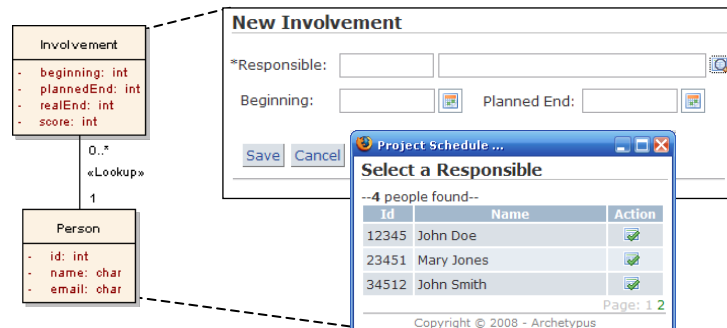 Involvement
- beginning: int
- plannedEnd: int
- realEnd: int
- score: int
0..*
«Lookup»
1
Person
- id: int
- name: char
- email: char
New Involvement
*Responsible:
Beginning: Planned End:
Save Cancel
Project Schedule ...
Select a Responsible
--4 people found--
Id Name Action
12345 John Doe
23451 Mary Jones
34512 John Smith
Page: 1 2
Copyright © 2008 - Archetypus